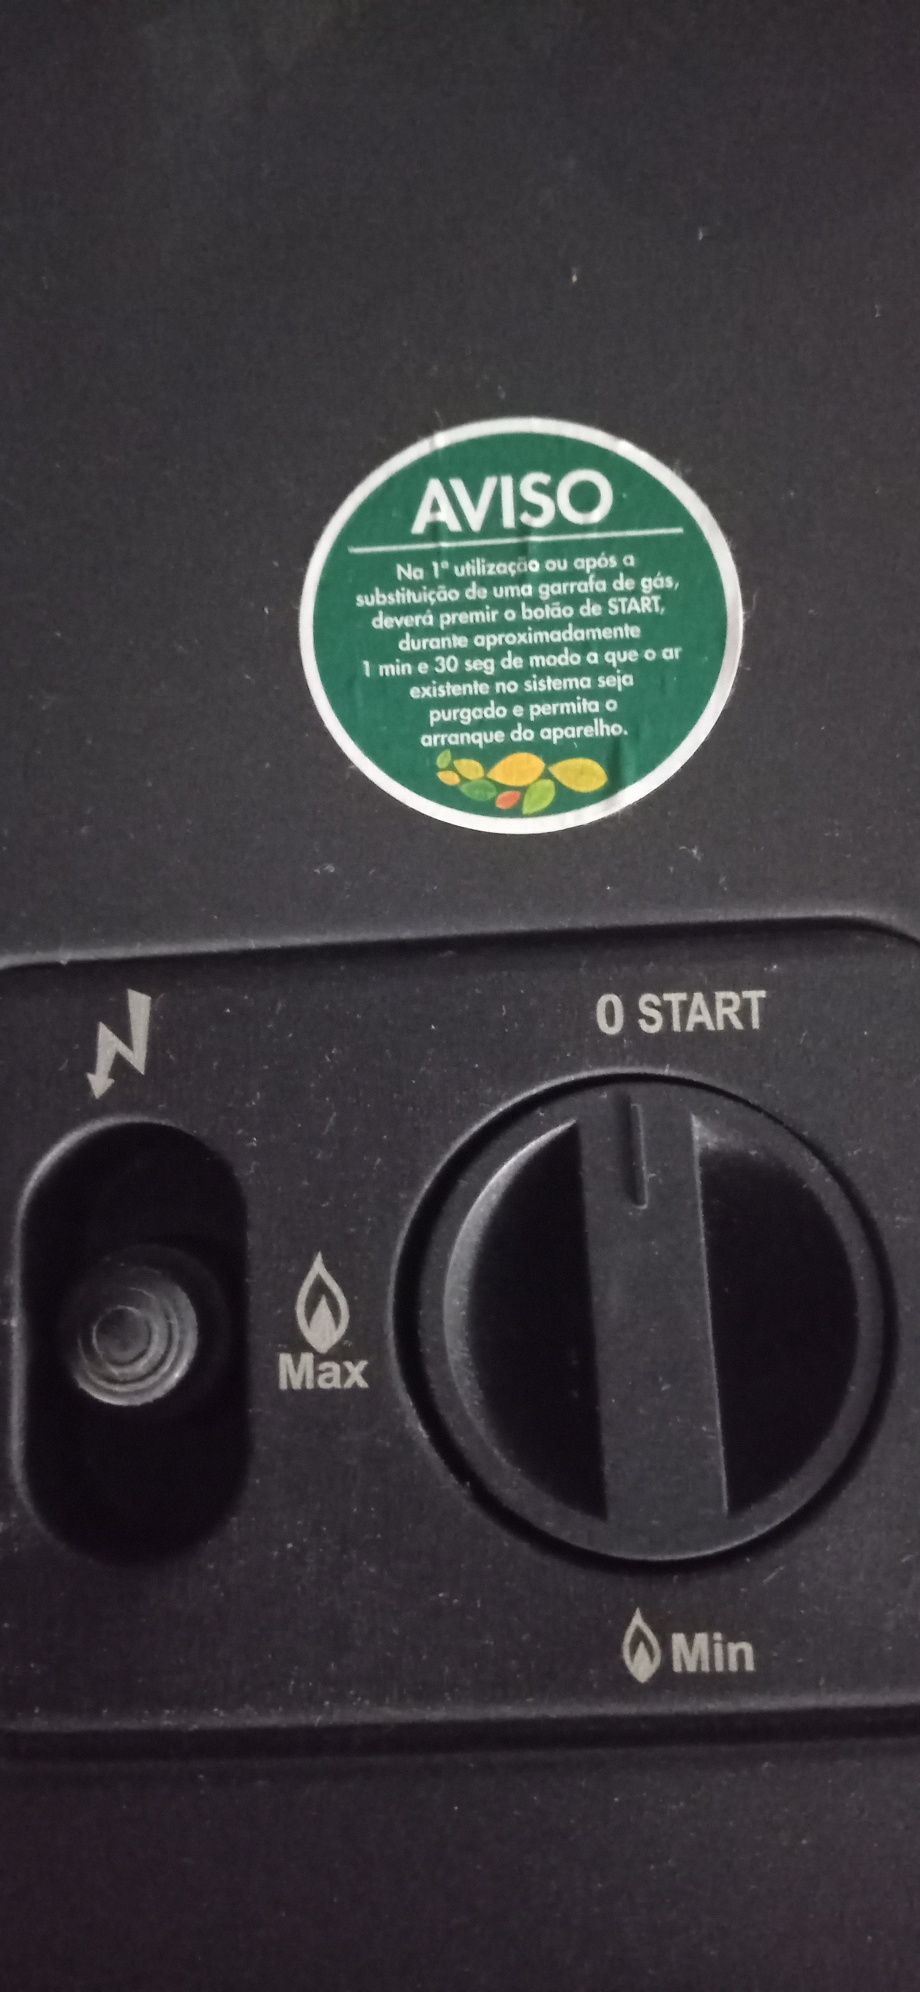 AVISO
Na 1ª utilização ou após a
substituição de uma garrafa de gás,
deverá premir o botão de START,
durante aproximadamente
1 min e 30 seg de modo a que o ar
existente no sistema seja
purgado e permita o
arranque do aparelho.
0 START
Max
Min